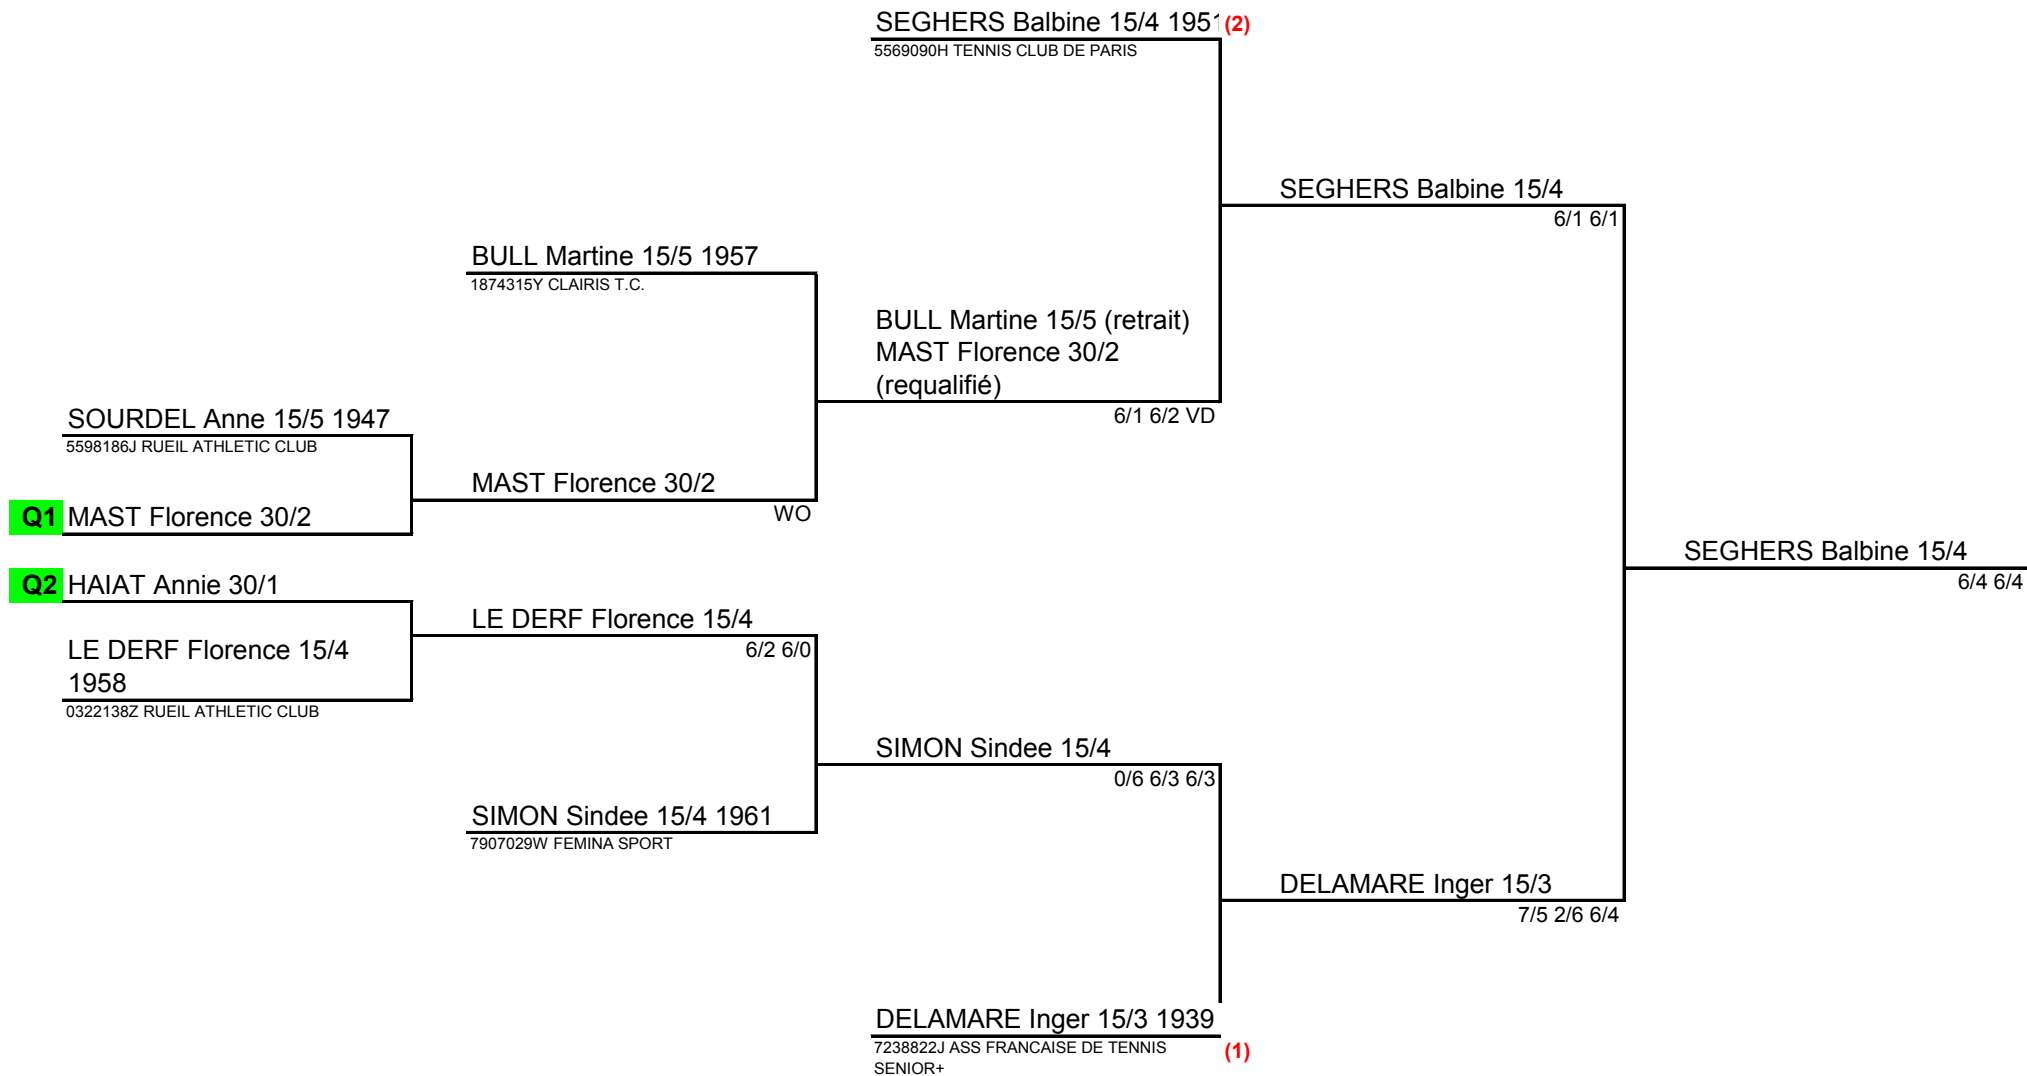 SEGHERS Balbine 15/4 1951 (2)
5569090H TENNIS CLUB DE PARIS
SEGHERS Balbine 15/4
6/1 6/1
BULL Martine 15/5 1957
1874315Y CLAIRIS T.C.
BULL Martine 15/5 (retrait)
MAST Florence 30/2
(requalifié)
6/1 6/2 VD
SOURDEL Anne 15/5 1947
5598186J RUEIL ATHLETIC CLUB
MAST Florence 30/2
WO
Q1 MAST Florence 30/2
SEGHERS Balbine 15/4
6/4 6/4
Q2 HAIAT Annie 30/1
LE DERF Florence 15/4
6/2 6/0
LE DERF Florence 15/4
1958
0322138Z RUEIL ATHLETIC CLUB
SIMON Sindee 15/4
0/6 6/3 6/3
SIMON Sindee 15/4 1961
7907029W FEMINA SPORT
DELAMARE Inger 15/3
7/5 2/6 6/4
DELAMARE Inger 15/3 1939
7238822J ASS FRANCAISE DE TENNIS (1)
SENIOR+